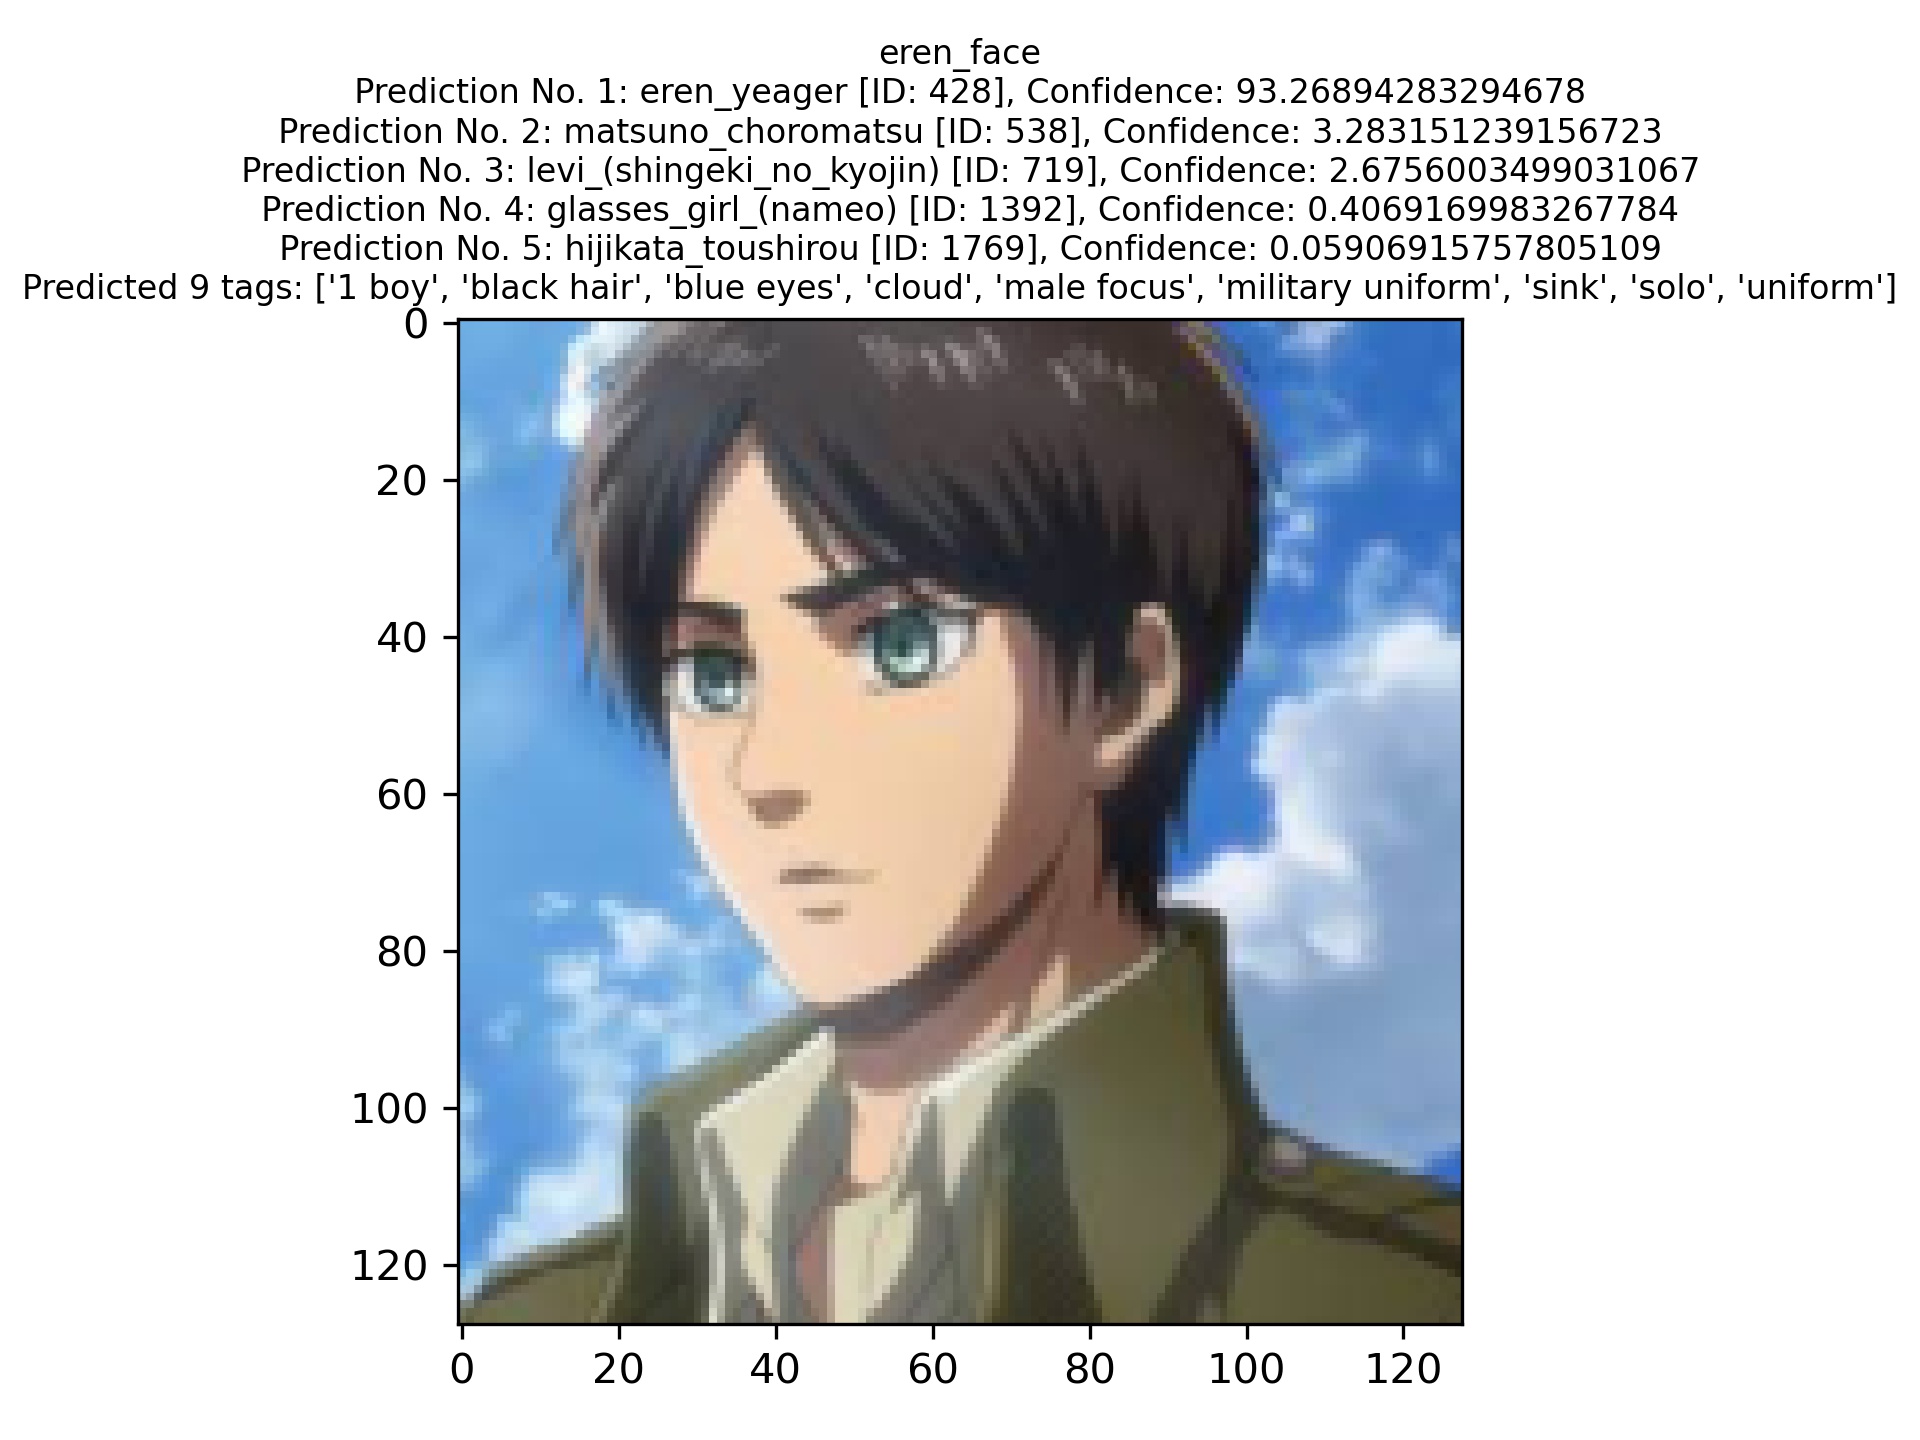 eren_face
Prediction No. 1: eren_yeager [ID: 428], Confidence: 93.26894283294678
Prediction No. 2: matsuno_choromatsu [ID: 538], Confidence: 3.283151239156723
Prediction No. 3: levi_(shingeki_no_kyojin) [ID: 719], Confidence: 2.6756003499031067
Prediction No. 4: glasses_girl_(nameo) [ID: 1392], Confidence: 0.4069169983267784
Prediction No. 5: hijikata_toushirou [ID: 1769], Confidence: 0.05906915757805109
Predicted 9 tags: ['1 boy', 'black hair', 'blue eyes', 'cloud', 'male focus', 'military uniform', 'sink', 'solo', 'uniform']
0
20
40
60
80
100
120
0 20 40 60 80 100 120